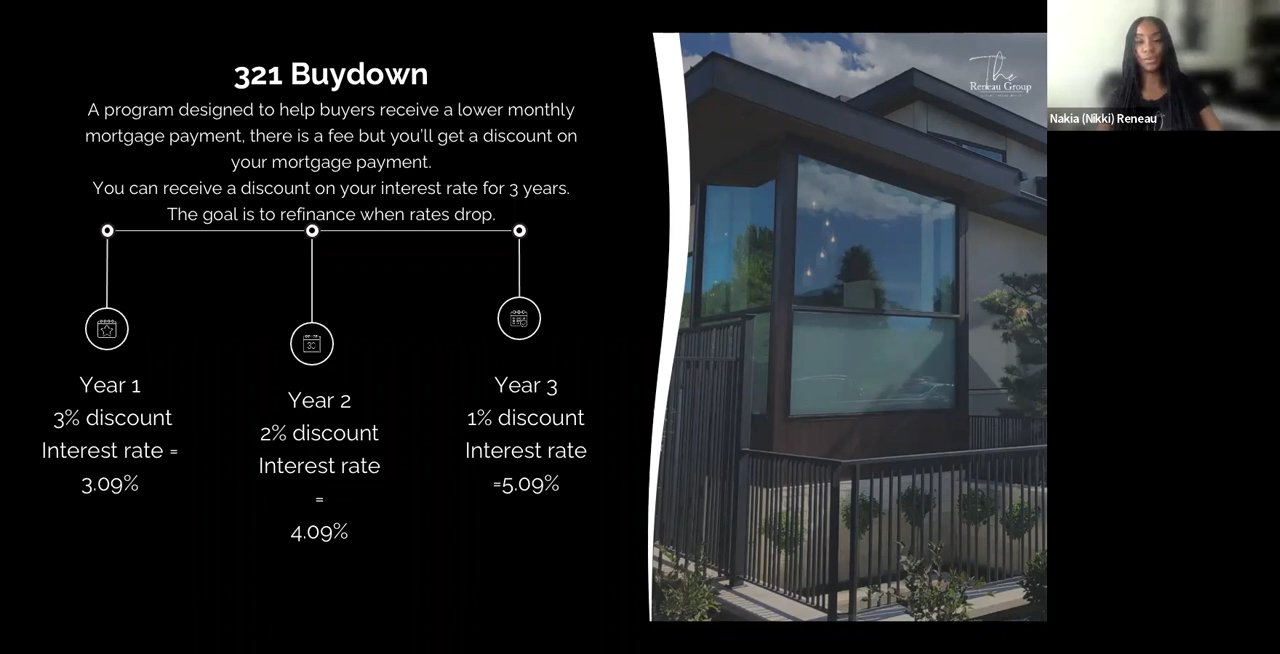 321 Buydown
A program designed to help buyers receive a lower monthly
mortgage payment, there is a fee but you'll get a discount on
your mortgage payment.
You can receive a discount on your interest rate for 3 years.
The goal is to refinance when rates drop.
Year 1
3% discount
Interest rate =
3.09%
Year 2
2% discount
Interest rate
=
4.09%
Year 3
1% discount
Interest rate
=5.09%
The
Reneau Group
Nakia (Nikki) Reneau